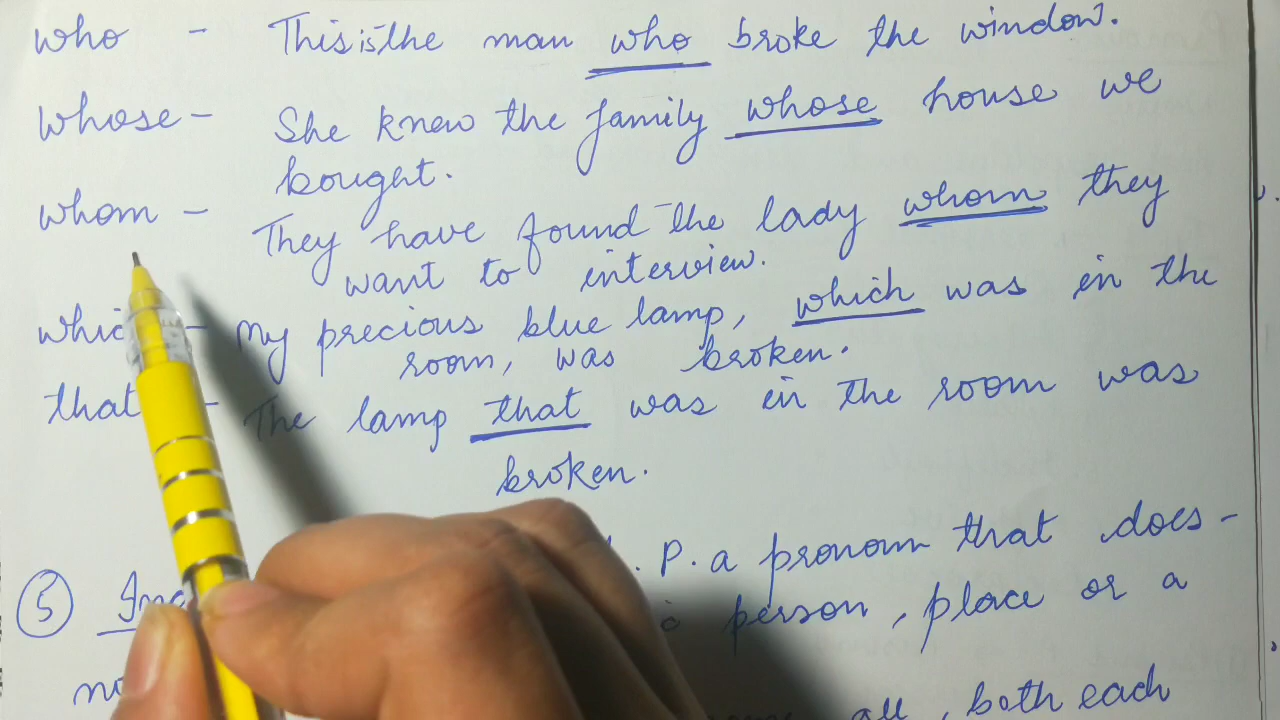 who - This is the man who broke the window.
whose - She knew the family whose house we
bought.
whom - They have found the lady whom they
want to interview.
- My precious blue lamp, which was in the
room, was broken.
that - The lamp that was in the room was
broken.
5 P. a pronoun that does-
person, place or a
all, both each